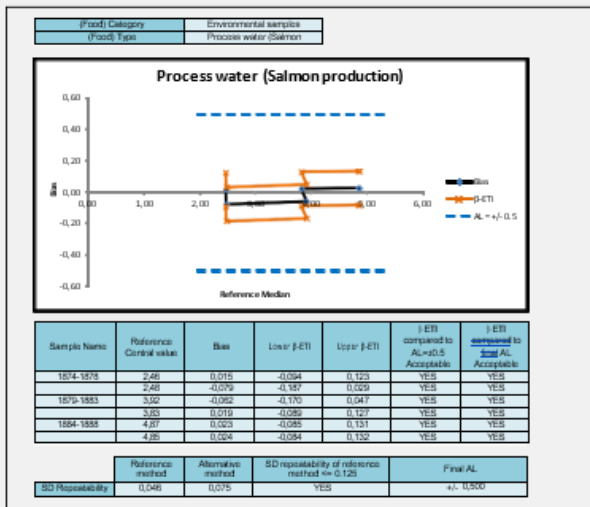 (Food) Category Environmental samples
(Food) Type Process water (Salmon
Process water (Salmon production)
0,60
0,40
0,20
0,00
-0,20
-0,40
-0,60
Bias
0,00 1,00 2,00 3,00 4,00 5,00 6,00
Reference Median
Bias
β-ETI
AL = +/- 0.5
Sample Name Reference Central value Bias Lower β-ETI Upper β-ETI β-ETI compared to AL=±0.5 Acceptable β-ETI compared to final AL Acceptable
1874-1878 2,46 0,015 -0,094 0,123 YES YES
2,48 -0,079 -0,187 0,029 YES YES
1879-1883 3,92 -0,062 -0,170 0,047 YES YES
3,83 0,019 -0,089 0,127 YES YES
1884-1888 4,87 0,023 -0,085 0,131 YES YES
4,85 0,024 -0,084 0,132 YES YES
Reference method Alternative method SD repeatability of reference method <= 0.125 Final AL
SD Repeatability 0,046 0,075 YES +/- 0,500